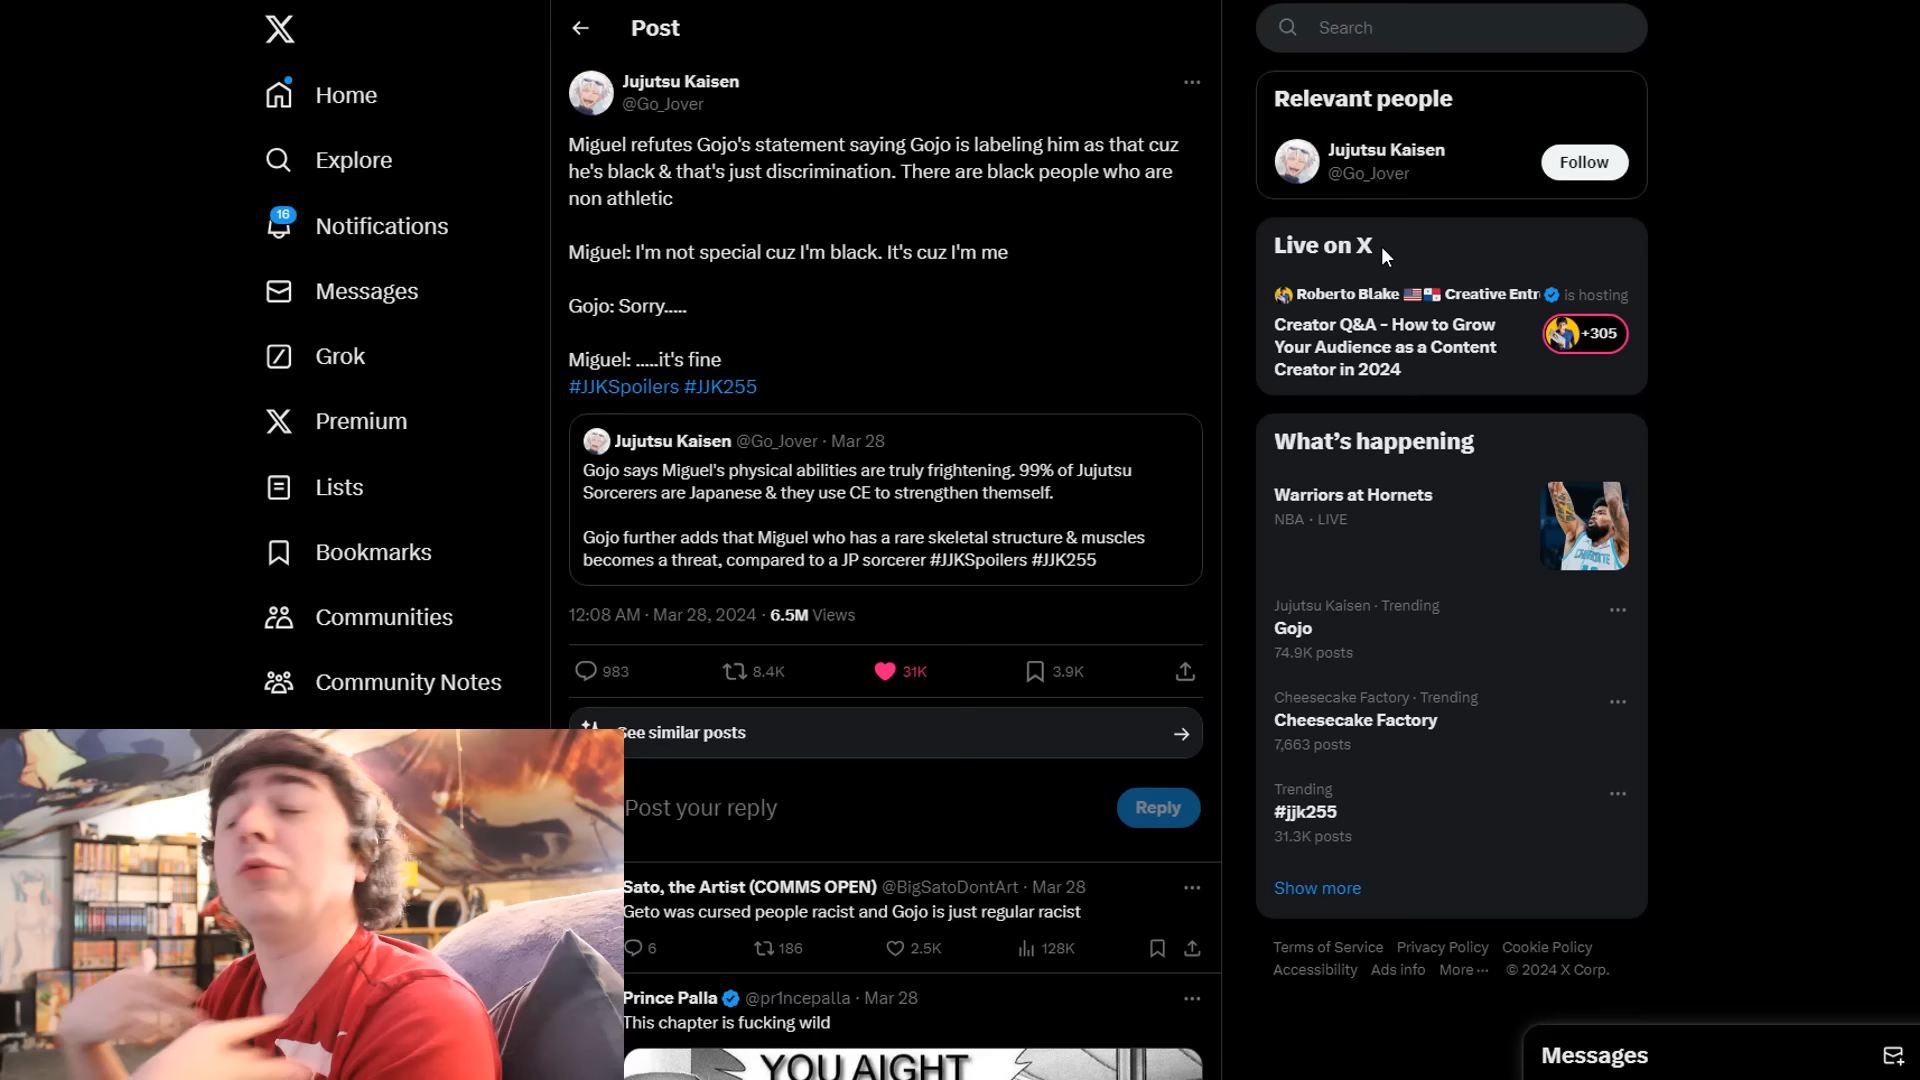 Home
Explore
16
Notifications
Messages
Grok
Premium
Lists
Bookmarks
Communities
Community Notes
Post
Jujutsu Kaisen
@Go_Jover
Miguel refutes Gojo's statement saying Gojo is labeling him as that cuz
he's black & that's just discrimination. There are black people who are
non athletic
Miguel: I'm not special cuz I'm black. It's cuz I'm me
Gojo: Sorry.....
Miguel: .....it's fine
#JJKSpoilers #JJK255
Jujutsu Kaisen @Go_Jover · Mar 28
Gojo says Miguel's physical abilities are truly frightening. 99% of Jujutsu
Sorcerers are Japanese & they use CE to strengthen themself.
Gojo further adds that Miguel who has a rare skeletal structure & muscles
becomes a threat, compared to a JP sorcerer #JJKSpoilers #JJK255
12:08 AM · Mar 28, 2024 · 6.5M Views
983 8.4K 31K 3.9K
See similar posts
Post your reply
Reply
Sato, the Artist (COMMS OPEN) @BigSatoDontArt · Mar 28
Geto was cursed people racist and Gojo is just regular racist
6 186 2.5K 128K
Prince Palla @pr1ncepalla · Mar 28
This chapter is fucking wild
YOU AIGHT
Search
Relevant people
Jujutsu Kaisen
@Go_Jover
Follow
Live on X
Roberto Blake Creative Entr is hosting
Creator Q&A - How to Grow
Your Audience as a Content
Creator in 2024
+305
What's happening
Warriors at Hornets
NBA · LIVE
Jujutsu Kaisen · Trending
Gojo
74.9K posts
Cheesecake Factory · Trending
Cheesecake Factory
7,663 posts
Trending
#jjk255
31.3K posts
Show more
Terms of Service Privacy Policy Cookie Policy
Accessibility Ads info More ··· © 2024 X Corp.
Messages